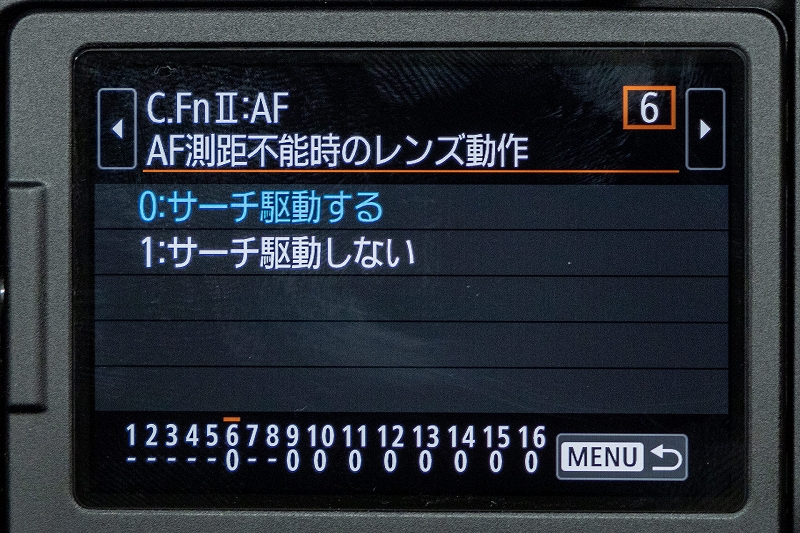 C.FnⅡ:AF 6
AF測距不能時のレンズ動作
0:サーチ駆動する
1:サーチ駆動しない
1 2 3 4 5 6 7 8 9 10 11 12 13 14 15 16
- - - - - 0 - - 0 0 0 0 0 0 0 0
MENU